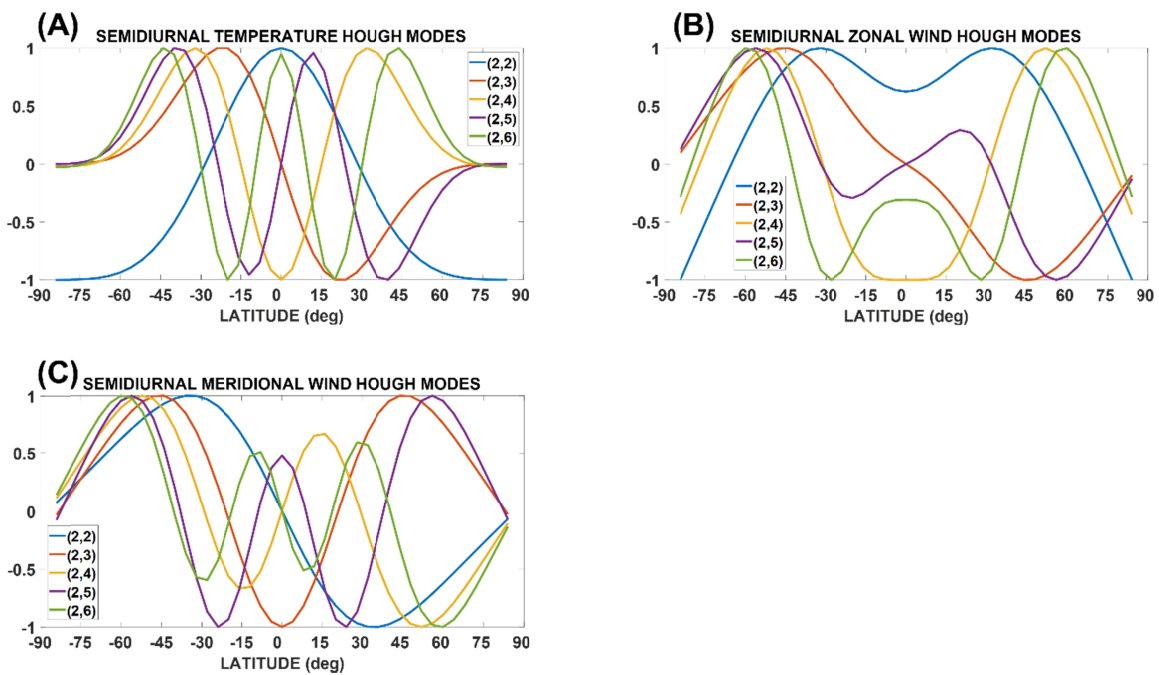 (A)
SEMIDIURNAL TEMPERATURE HOUGH MODES
1
0.5
0
-0.5
-1
(2,2)
(2,3)
(2,4)
(2,5)
(2,6)
-90 -75 -60 -45 -30 -15 0 15 30 45 60 75 90
LATITUDE (deg)
(B)
SEMIDIURNAL ZONAL WIND HOUGH MODES
1
0.5
0
-0.5
-1
(2,2)
(2,3)
(2,4)
(2,5)
(2,6)
-90 -75 -60 -45 -30 -15 0 15 30 45 60 75 90
LATITUDE (deg)
(C)
SEMIDIURNAL MERIDIONAL WIND HOUGH MODES
1
0.5
0
-0.5
-1
(2,2)
(2,3)
(2,4)
(2,5)
(2,6)
-90 -75 -60 -45 -30 -15 0 15 30 45 60 75 90
LATITUDE (deg)